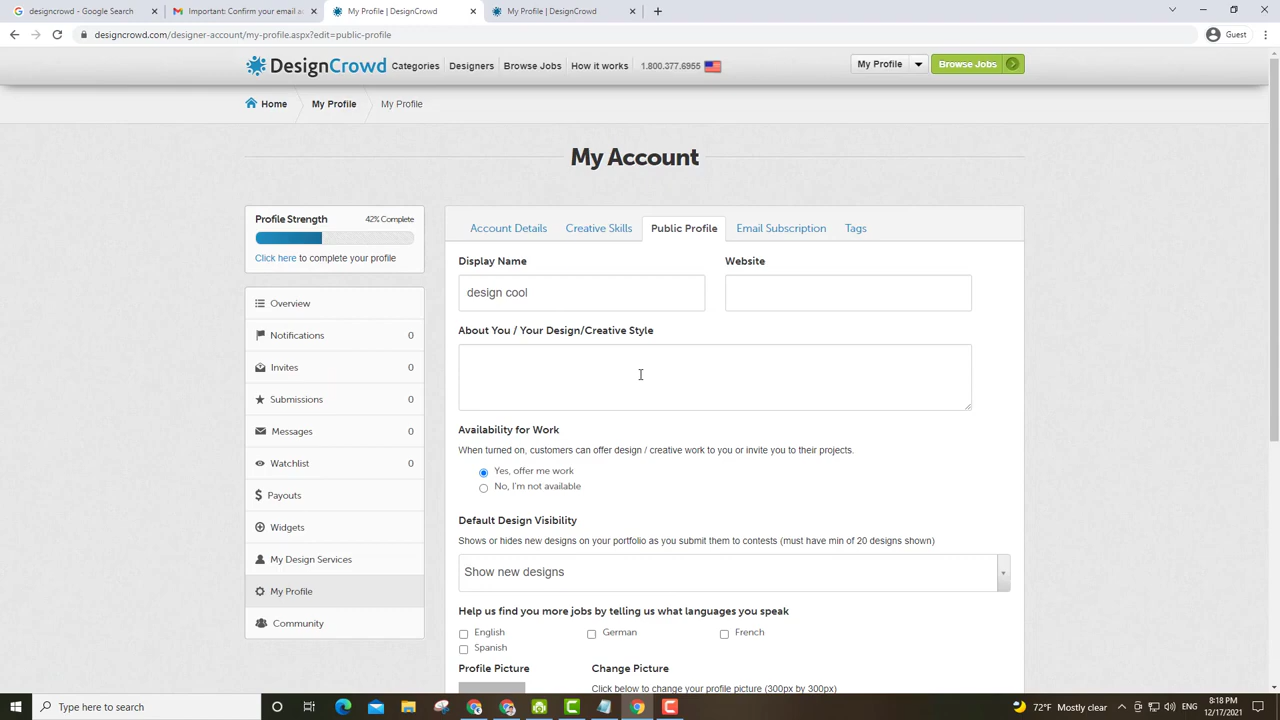 designcrowd - Google Search
Important: Confirm your email a
My Profile | DesignCrowd
My Profile | DesignCrowd
designcrowd.com/designer-account/my-profile.aspx?edit=public-profile
Guest
DesignCrowd
Categories
Designers
Browse Jobs
How it works
1.800.377.6955
My Profile
Browse Jobs
Home
My Profile
My Profile
My Account
Profile Strength
42% Complete
Click here to complete your profile
Overview
Notifications 0
Invites 0
Submissions 0
Messages 0
Watchlist 0
Payouts
Widgets
My Design Services
My Profile
Community
Account Details
Creative Skills
Public Profile
Email Subscription
Tags
Display Name
Website
design cool
About You / Your Design/Creative Style
Availability for Work
When turned on, customers can offer design / creative work to you or invite you to their projects.
Yes, offer me work
No, I'm not available
Default Design Visibility
Shows or hides new designs on your portfolio as you submit them to contests (must have min of 20 designs shown)
Show new designs
Help us find you more jobs by telling us what languages you speak
English
German
French
Spanish
Profile Picture
Change Picture
Click below to change your profile picture (300px by 300px)
Type here to search
72°F Mostly clear
8:18 PM
12/17/2021